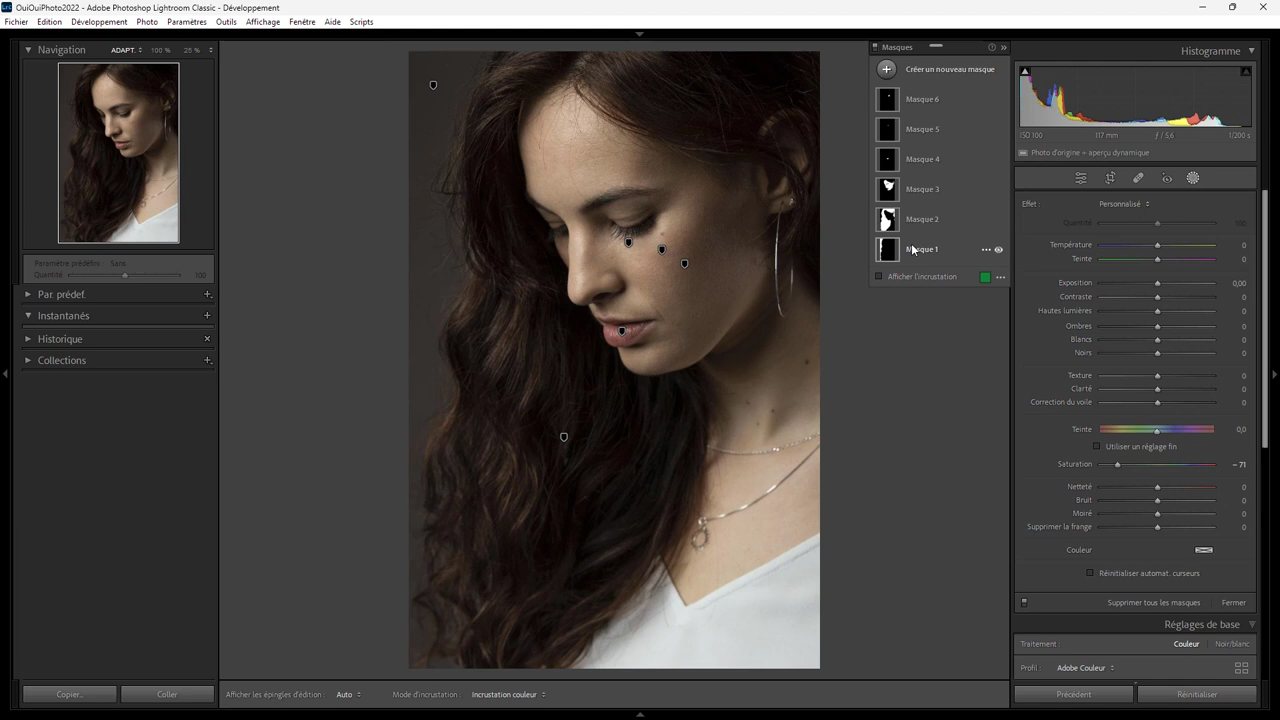 OuiOuiPhoto2022 - Adobe Photoshop Lightroom Classic - Développement
Fichier Edition Développement Photo Paramètres Outils Affichage Fenêtre Aide Scripts
Navigation ADAPT. 100 % 25 %
Paramètre prédéfini : Sans
Quantité 100
Par. prédef.
Instantanés
Historique
Collections
Copier... Coller
Masques
Créer un nouveau masque
Masque 6
Masque 5
Masque 4
Masque 3
Masque 2
Masque 1
Afficher l'incrustation
Afficher les épingles d'édition : Auto Mode d'incrustation : Incrustation couleur
Histogramme
ISO 100 117 mm ƒ / 5,6 1/200 s
Photo d'origine + aperçu dynamique
Effet : Personnalisé
Quantité 100
Température 0
Teinte 0
Exposition 0,00
Contraste 0
Hautes lumières 0
Ombres 0
Blancs 0
Noirs 0
Texture 0
Clarté 0
Correction du voile 0
Teinte 0,0
Utiliser un réglage fin
Saturation – 71
Netteté 0
Bruit 0
Moiré 0
Supprimer la frange 0
Couleur
Réinitialiser automat. curseurs
Supprimer tous les masques Fermer
Réglages de base
Traitement : Couleur Noir/blanc
Profil : Adobe Couleur
Précédent Réinitialiser